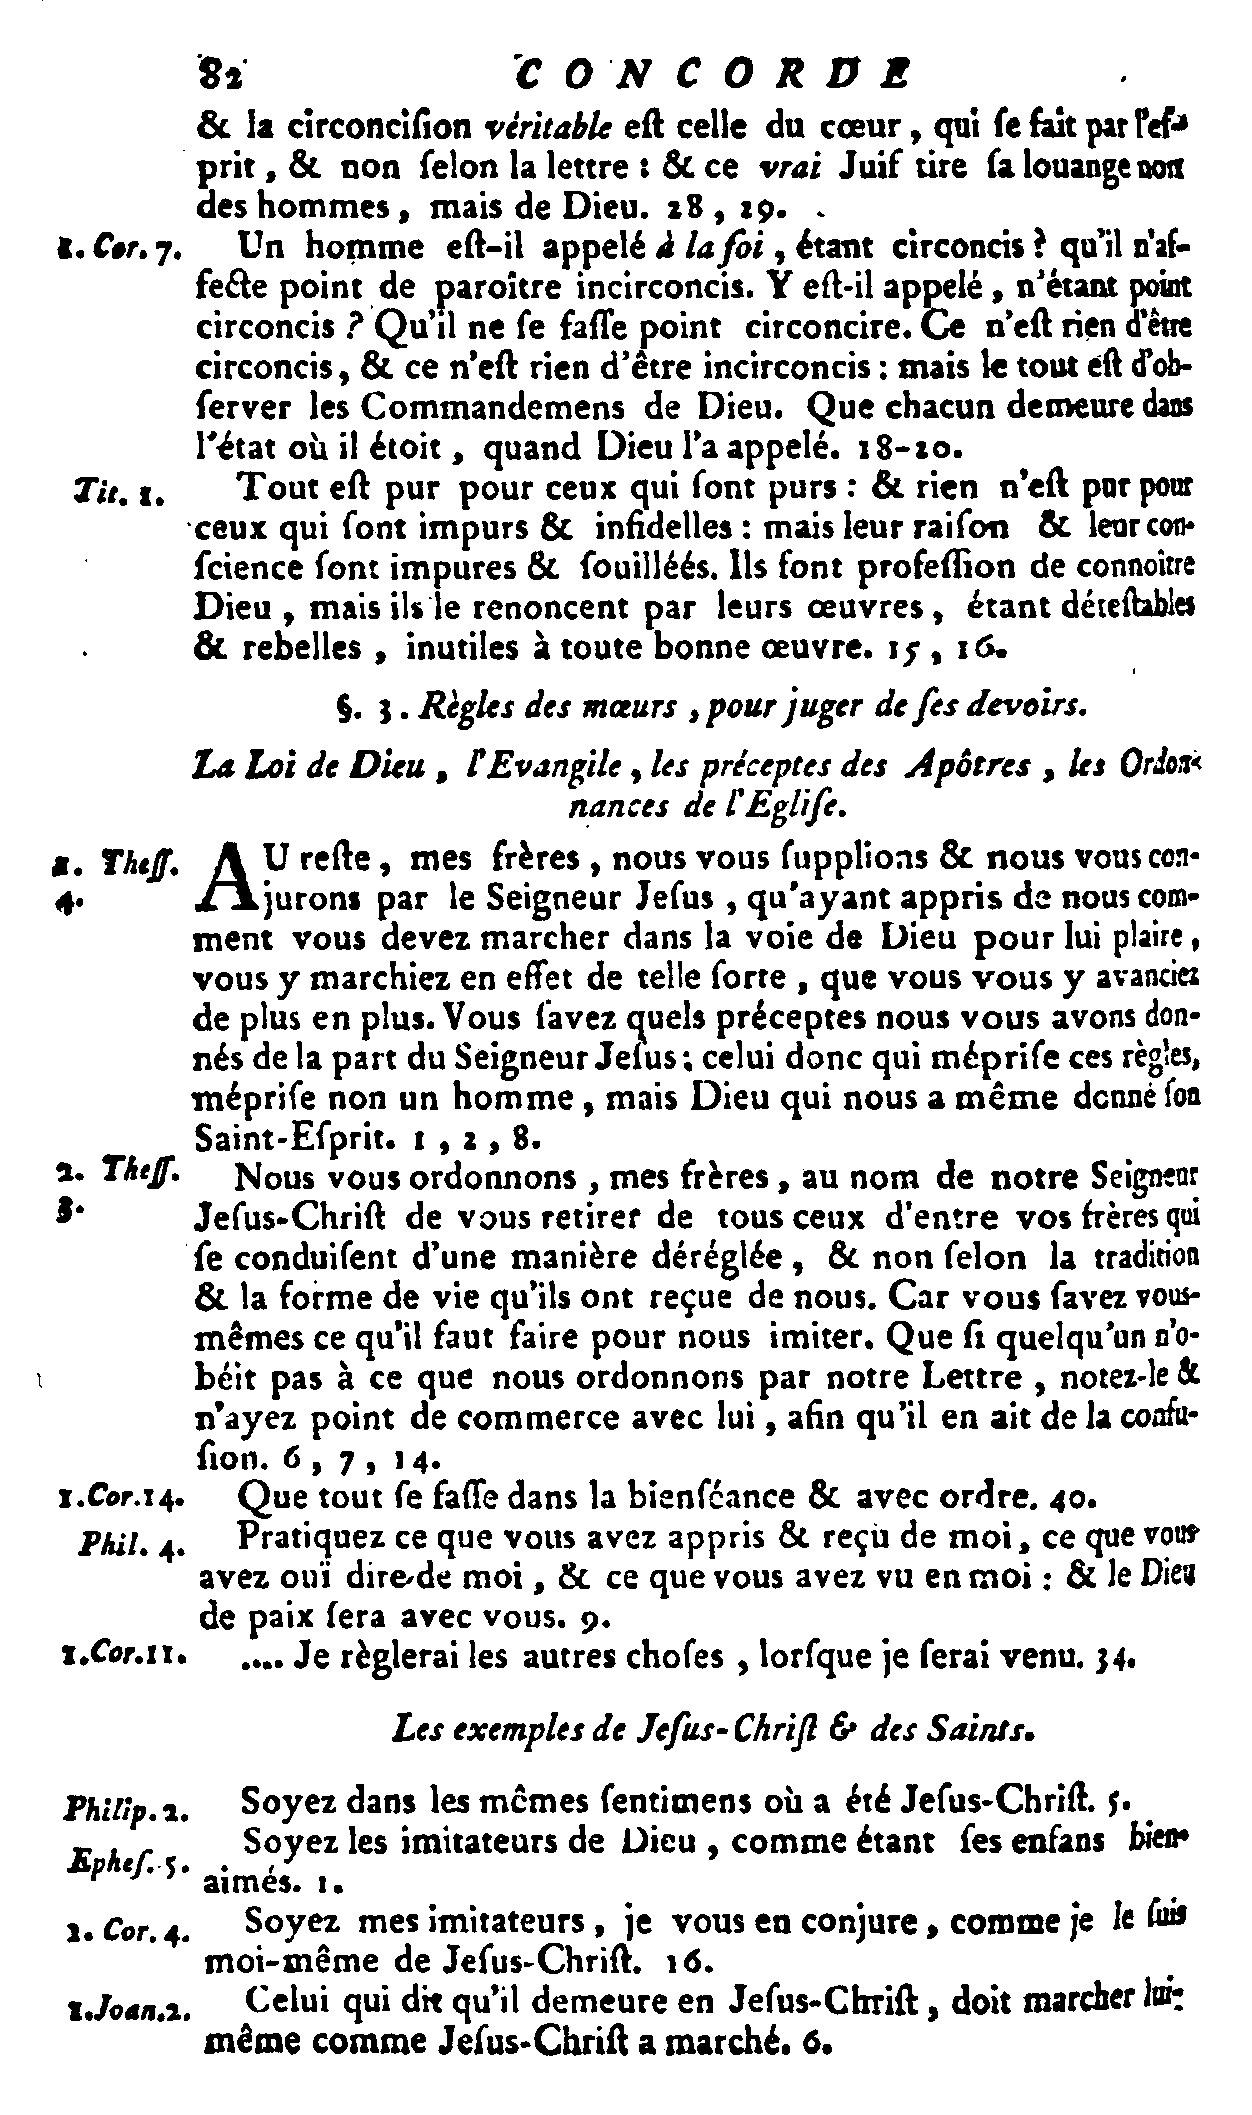 82 CONCORDE
& la circoncifion véritable eſt celle du cœur, qui ſe fait par l'eſ-
prit, & non ſelon la lettre : & ce vrai Juif tire ſa louange non
des hommes, mais de Dieu. 28, 29.
1. Cor. 7. Un homme eſt-il appelé à la foi, étant circoncis ? qu'il n'af-
fecte point de paroître incirconcis. Y eſt-il appelé, n'étant point
circoncis ? Qu'il ne ſe faſſe point circoncire. Ce n'eſt rien d'être
circoncis, & ce n'eſt rien d'être incirconcis : mais le tout eſt d'ob-
ſerver les Commandemens de Dieu. Que chacun demeure dans
l'état où il étoit, quand Dieu l'a appelé. 18-20.
Tit. 1. Tout eſt pur pour ceux qui ſont purs : & rien n'eſt pur pour
ceux qui ſont impurs & infidelles : mais leur raiſon & leur con-
ſcience ſont impures & ſouilléés. Ils font profeſſion de connoître
Dieu, mais ils le renoncent par leurs œuvres, étant déteſtables
& rebelles, inutiles à toute bonne œuvre. 15, 16.
§. 3. Règles des mœurs, pour juger de ſes devoirs.
La Loi de Dieu, l'Evangile, les préceptes des Apôtres, les Ordon-
nances de l'Egliſe.
1. Theſſ. AU reſte, mes frères, nous vous ſupplions & nous vous con-
4. jurons par le Seigneur Jeſus, qu'ayant appris de nous com-
ment vous devez marcher dans la voie de Dieu pour lui plaire,
vous y marchiez en effet de telle ſorte, que vous vous y avanciez
de plus en plus. Vous ſavez quels préceptes nous vous avons don-
nés de la part du Seigneur Jeſus ; celui donc qui mépriſe ces règles,
mépriſe non un homme, mais Dieu qui nous a même donné ſon
Saint-Eſprit. 1, 2, 8.
2. Theſſ. Nous vous ordonnons, mes frères, au nom de notre Seigneur
3. Jeſus-Chriſt de vous retirer de tous ceux d'entre vos frères qui
ſe conduiſent d'une manière déréglée, & non ſelon la tradition
& la forme de vie qu'ils ont reçue de nous. Car vous ſavez vous-
mêmes ce qu'il faut faire pour nous imiter. Que ſi quelqu'un n'o-
béit pas à ce que nous ordonnons par notre Lettre, notez-le &
n'ayez point de commerce avec lui, afin qu'il en ait de la confu-
ſion. 6, 7, 14.
1.Cor.14. Que tout ſe faſſe dans la bienſéance & avec ordre. 40.
Phil. 4. Pratiquez ce que vous avez appris & reçù de moi, ce que vous
avez ouï dire de moi, & ce que vous avez vu en moi : & le Dieu
de paix ſera avec vous. 9.
1.Cor.11. .... Je règlerai les autres choſes, lorſque je ſerai venu. 34.
Les exemples de Jeſus-Chriſt & des Saints.
Philip. 2. Soyez dans les mêmes ſentimens où a été Jeſus-Chriſt. 5.
Epheſ. 5. Soyez les imitateurs de Dieu, comme étant ſes enfans bien-
aimés. 1.
1. Cor. 4. Soyez mes imitateurs, je vous en conjure, comme je le ſuis
moi-même de Jeſus-Chriſt. 16.
1.Joan.2. Celui qui dit qu'il demeure en Jeſus-Chriſt, doit marcher lui-
même comme Jeſus-Chriſt a marché. 6.